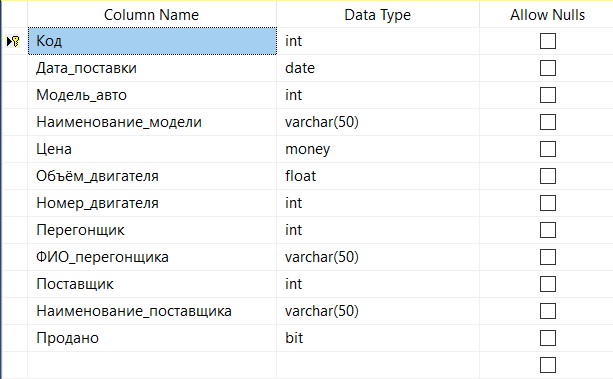 Column Name Data Type Allow Nulls
Код int
Дата_поставки date
Модель_авто int
Наименование_модели varchar(50)
Цена money
Объём_двигателя float
Номер_двигателя int
Перегонщик int
ФИО_перегонщика varchar(50)
Поставщик int
Наименование_поставщика varchar(50)
Продано bit